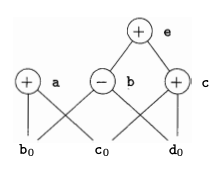 + e
+ a - b + c
b₀ c₀ d₀